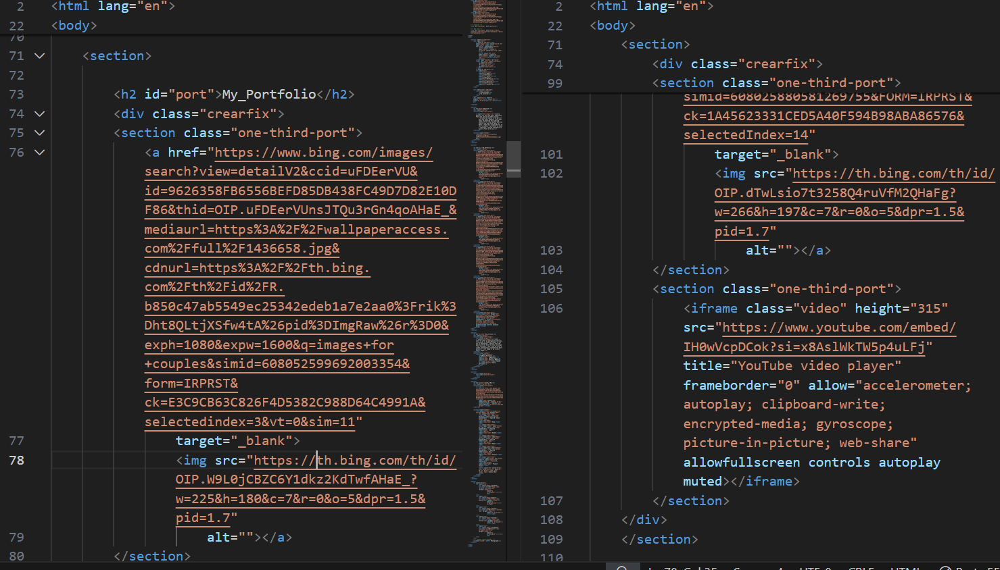 2 <html lang="en">
22 <body>
70
71 <section>
72
73 <h2 id="port">My_Portfolio</h2>
74 <div class="crearfix">
75 <section class="one-third-port">
76 <a href="https://www.bing.com/images/
search?view=detailV2&ccid=uFDEerVU&
id=9626358FB6556BEFD85DB438FC49D7D82E10D
F86&thid=OIP.uFDEerVUnsJTQu3rGn4qoAHaE_&
mediaurl=https%3A%2F%2Fwallpaperaccess.
com%2Ffull%2F1436658.jpg&
cdnurl=https%3A%2F%2Fth.bing.
com%2Fth%2Fid%2FR.
b850c47ab5549ec25342edeb1a7e2aa0%3Frik%3
Dht8QLtjXSfw4tA%26pid%3DImgRaw%26r%3D0&
exph=1080&expw=1600&q=images+for
+couples&simid=608052599692003354&
form=IRPRST&
ck=E3C9CB63C826F4D5382C988D64C4991A&
selectedindex=3&vt=0&sim=11"
77 target="_blank">
78 <img src="https://th.bing.com/th/id/
OIP.W9L0jCBZC6Y1dkz2KdTwfAHaE_?
w=225&h=180&c=7&r=0&o=5&dpr=1.5&
pid=1.7"
79 alt=""></a>
80 </section>
2 <html lang="en">
22 <body>
71 <section>
74 <div class="crearfix">
99 <section class="one-third-port">
simid=608025880581269755&FORM=IRPRST&
ck=1A45623331CED5A40F594B98ABA86576&
selectedIndex=14"
101 target="_blank">
102 <img src="https://th.bing.com/th/id/
OIP.dTwLsio7t3258Q4ruVfM2QHaFg?
w=266&h=197&c=7&r=0&o=5&dpr=1.5&
pid=1.7"
103 alt=""></a>
104 </section>
105 <section class="one-third-port">
106 <iframe class="video" height="315"
src="https://www.youtube.com/embed/
IH0wVcpDCok?si=x8AslWkTW5p4uLFj"
title="YouTube video player"
frameborder="0" allow="accelerometer;
autoplay; clipboard-write;
encrypted-media; gyroscope;
picture-in-picture; web-share"
allowfullscreen controls autoplay
muted></iframe>
107 </section>
108 </div>
109 </section>
110